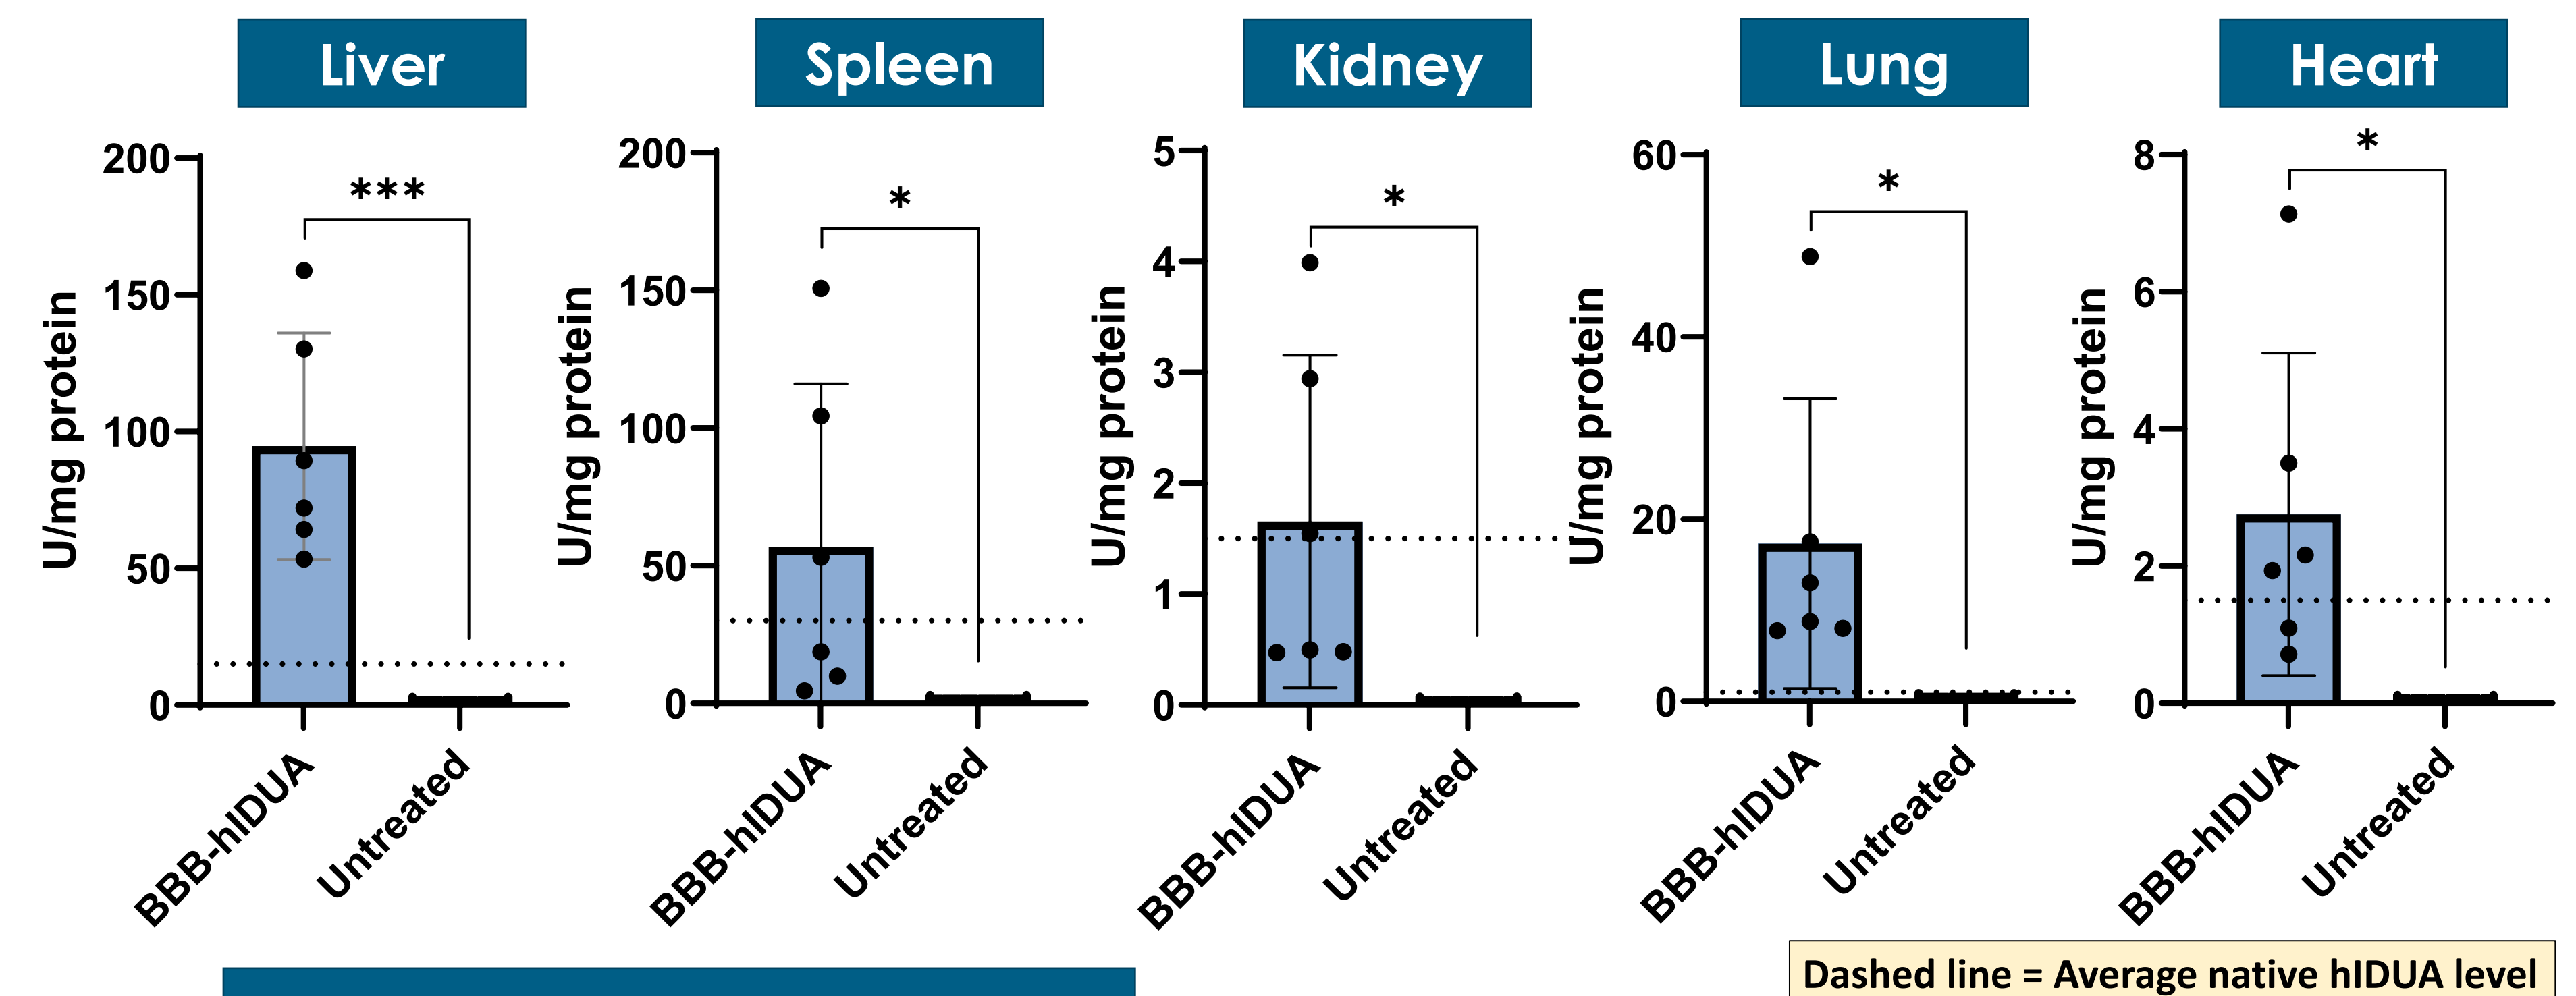 Liver
Spleen
Kidney
Lung
Heart
200
150
100
50
0
U/mg protein
***
BBB-hIDUA
Untreated
200
150
100
50
0
U/mg protein
*
BBB-hIDUA
Untreated
5
4
3
2
1
0
U/mg protein
*
BBB-hIDUA
Untreated
60
40
20
0
U/mg protein
*
BBB-hIDUA
Untreated
8
6
4
2
0
U/mg protein
*
BBB-hIDUA
Untreated
Dashed line = Average native hIDUA level